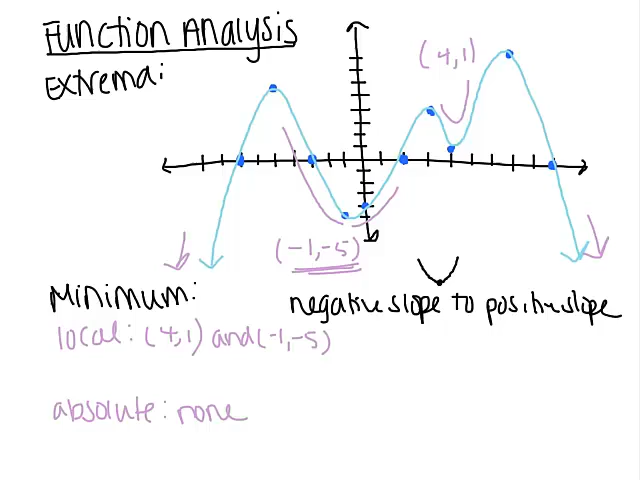 Function Analysis
Extrema:
(4,1)
(-1,-5)
Minimum:
negative slope to positive slope
local: (4,1) and (-1,-5)
absolute: none